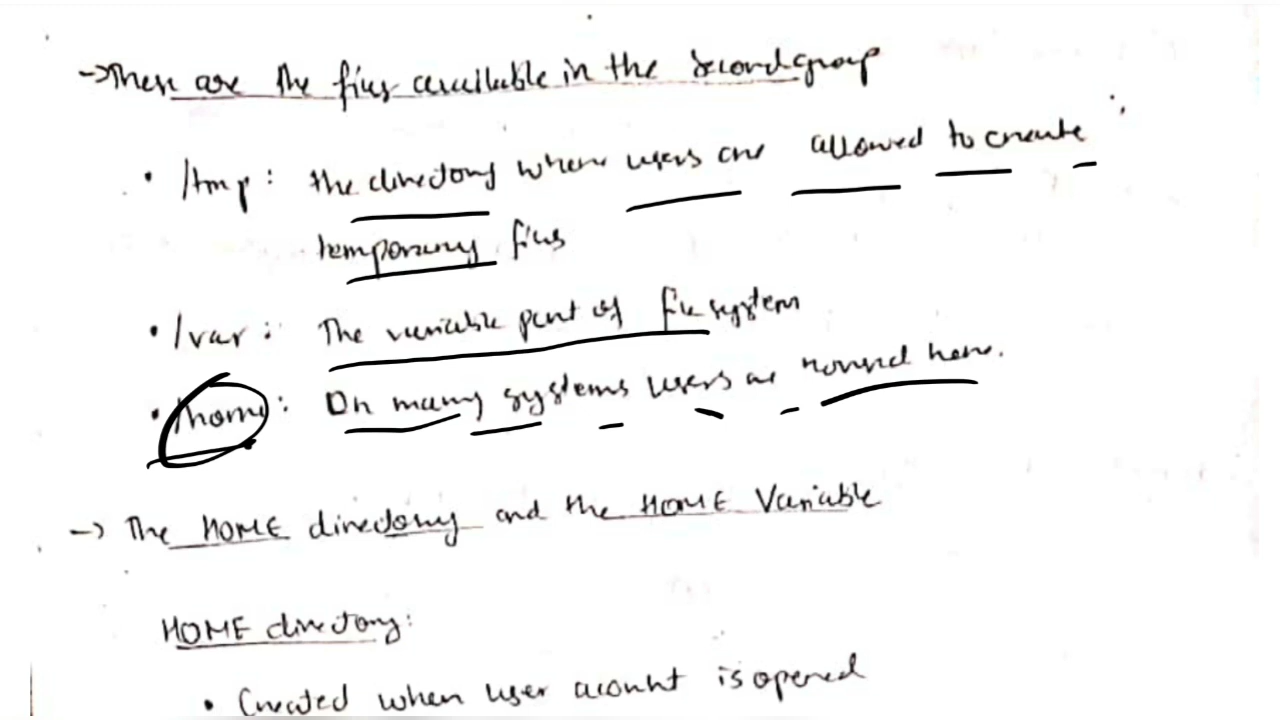 →These are the files available in the second group
• /tmp: the directory where users are allowed to create
temporary files
• /var: The variable part of file system
• /home: On many systems users are housed here.
→ The HOME directory and the HOME Variable
HOME directory:
• Created when user acount is opened